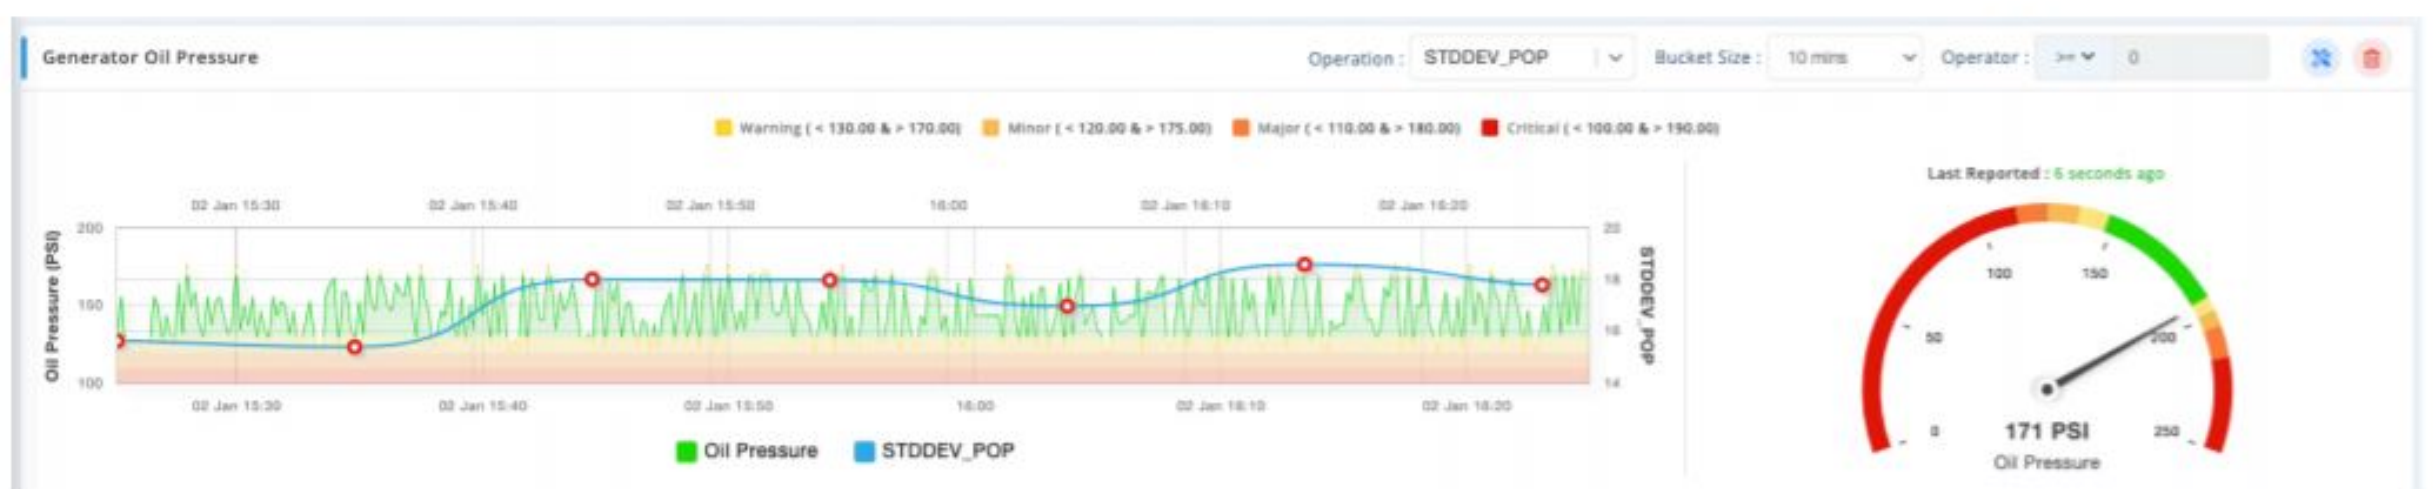 Generator Oil Pressure
Operation : STDDEV_POP Bucket Size : 10 mins Operator : >= 0
Warning ( < 130.00 & > 170.00) Minor ( < 120.00 & > 175.00) Major ( < 110.00 & > 180.00) Critical ( < 100.00 & > 190.00)
Last Reported : 6 seconds ago
02 Jan 15:30 02 Jan 15:40 02 Jan 15:50 16:00 02 Jan 16:10 02 Jan 16:20
Oil Pressure (PSI)
200
150
100
20
18
16
14
STDDEV_POP
02 Jan 15:30 02 Jan 15:40 02 Jan 15:50 16:00 02 Jan 16:10 02 Jan 16:20
Oil Pressure STDDEV_POP
0
50
100
150
200
250
171 PSI
Oil Pressure